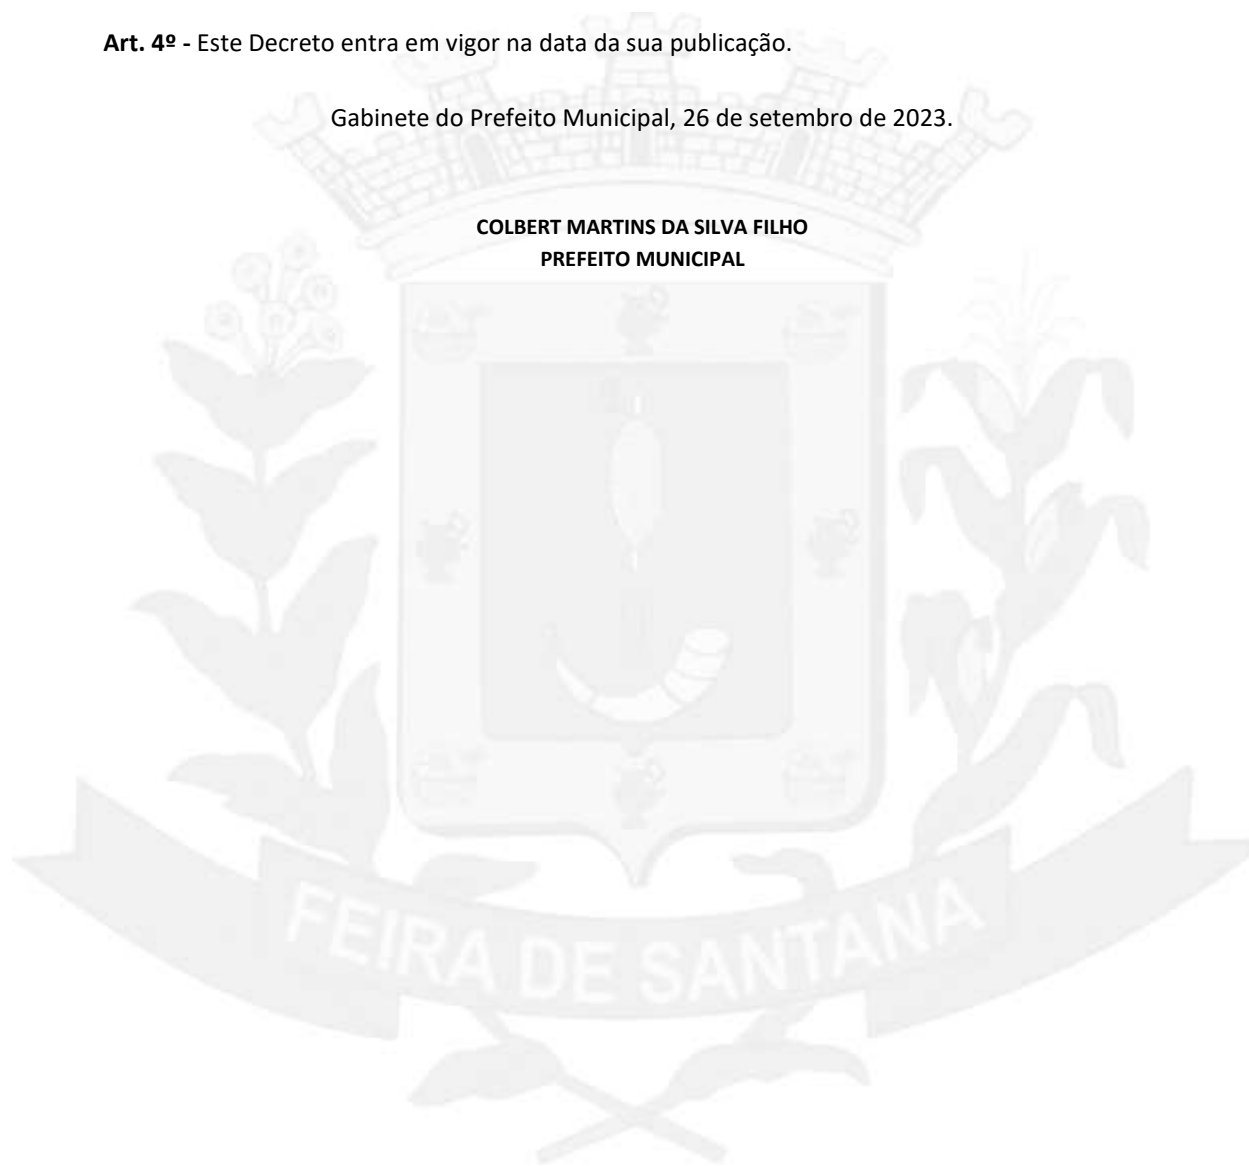 Art. 4º - Este Decreto entra em vigor na data da sua publicação.
Gabinete do Prefeito Municipal, 26 de setembro de 2023.
COLBERT MARTINS DA SILVA FILHO
PREFEITO MUNICIPAL
FEIRA DE SANTANA